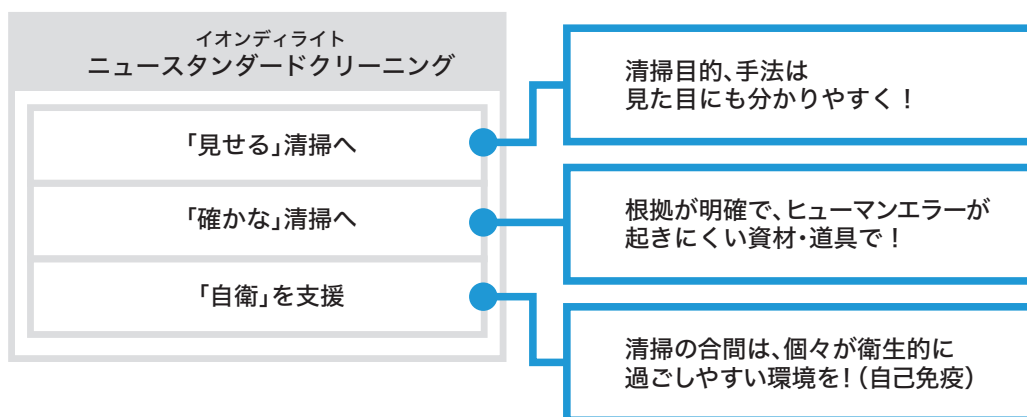 イオンディライト
ニュースタンダードクリーニング
「見せる」清掃へ
「確かな」清掃へ
「自衛」を支援
清掃目的、手法は
見た目にも分かりやすく！
根拠が明確で、ヒューマンエラーが
起きにくい資材・道具で！
清掃の合間は、個々が衛生的に
過ごしやすい環境を！（自己免疫）